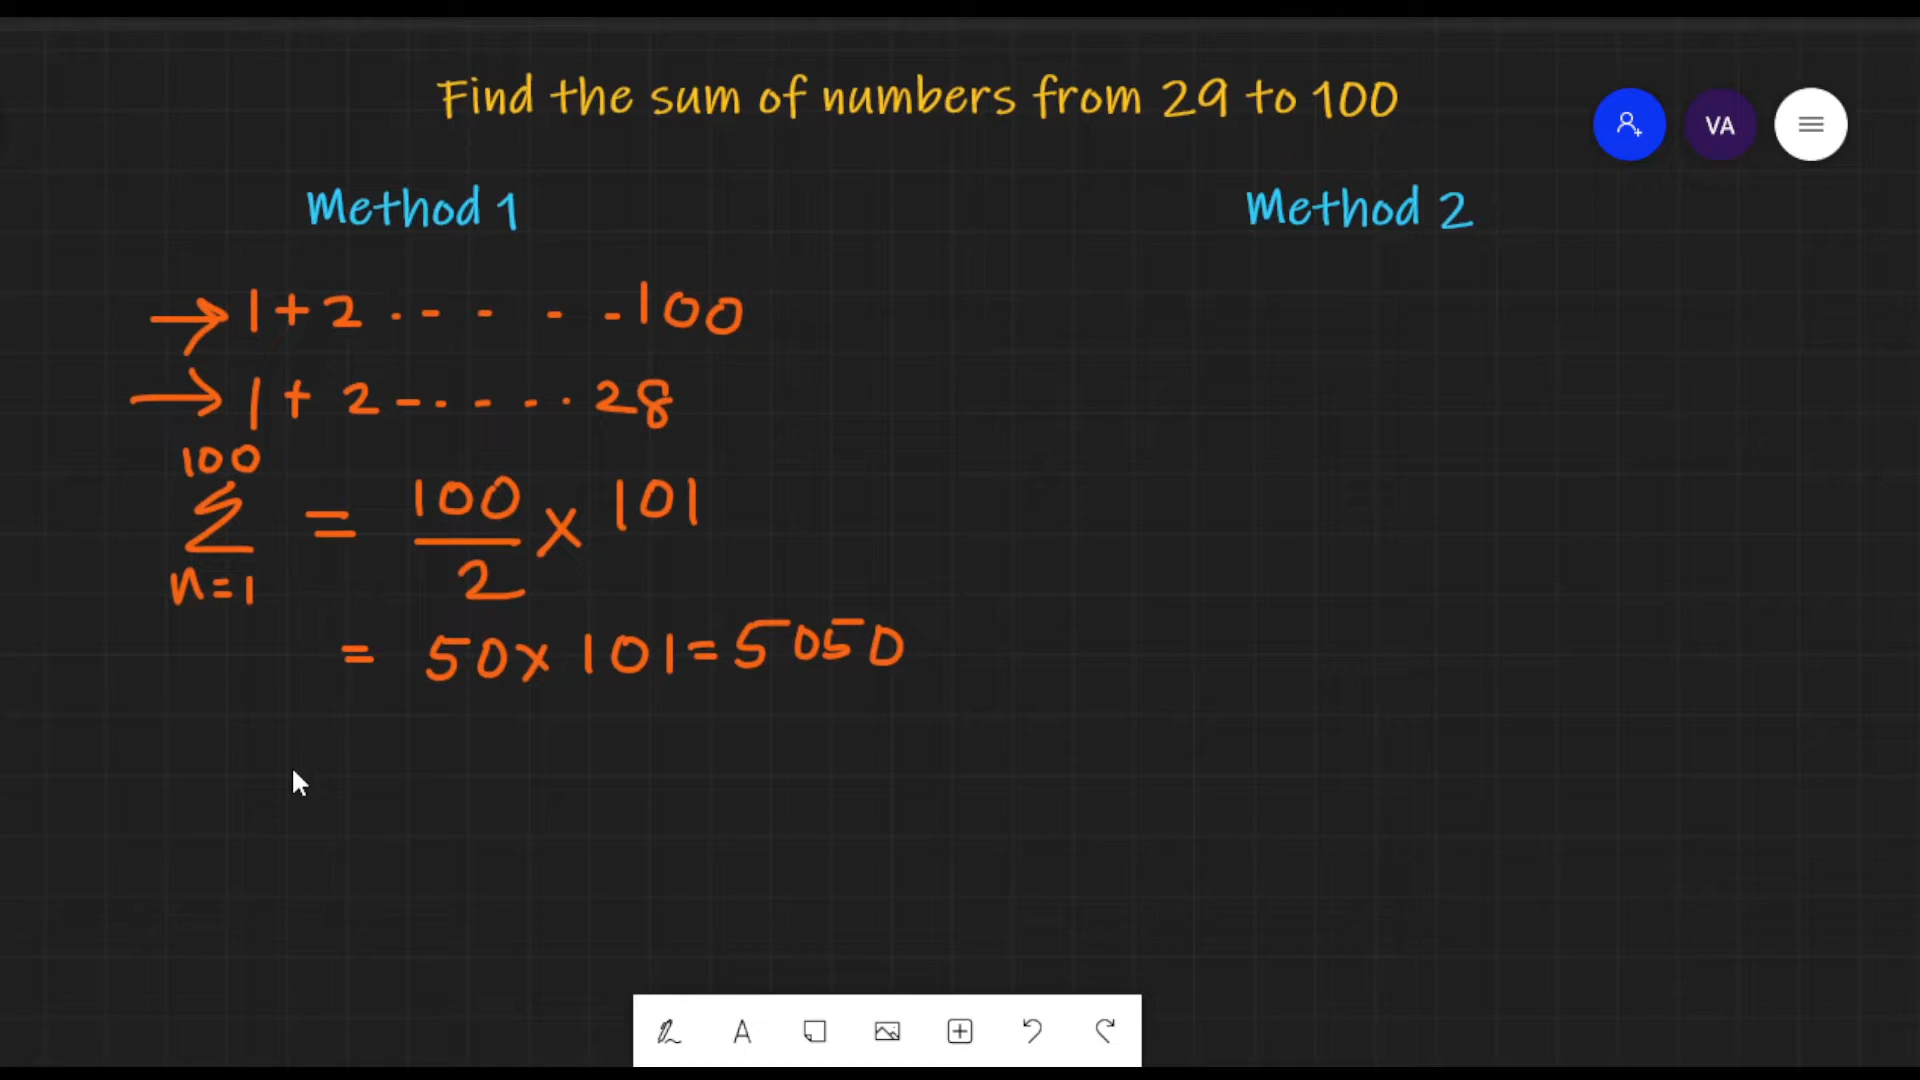 Find the sum of numbers from 29 to 100
VA
Method 1
Method 2
→ 1 + 2 . - - - - 100
→ 1 + 2 - . - - . . 28
100
Σ = 100/2 × 101
n = 1
= 50 x 101 = 5050
A